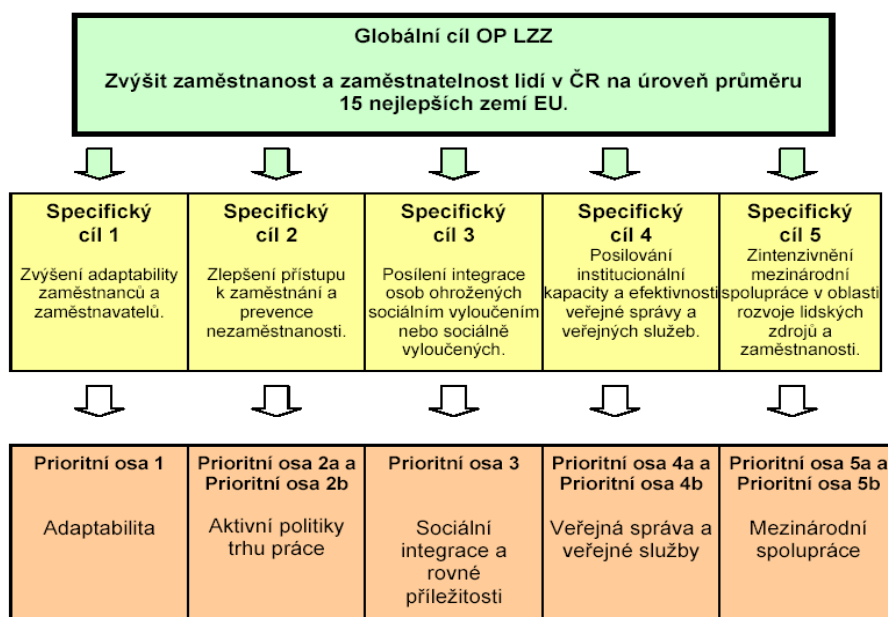 Globální cíl OP LZZ
Zvýšit zaměstnanost a zaměstnatelnost lidí v ČR na úroveň průměru
15 nejlepších zemí EU.
Specifický
cíl 1
Zvýšení adaptability
zaměstnanců a
zaměstnavatelů.
Specifický
cíl 2
Zlepšení přístupu
k zaměstnání a
prevence
nezaměstnanosti.
Specifický
cíl 3
Posílení integrace
osob ohrožených
sociálním vyloučením
nebo sociálně
vyloučených.
Specifický
cíl 4
Posilování
institucionální
kapacity a efektivnosti
veřejné správy a
veřejných služeb.
Specifický
cíl 5
Zintenzivnění
mezinárodní
spolupráce v oblasti
rozvoje lidských
zdrojů a
zaměstnanosti.
Prioritní osa 1
Adaptabilita
Prioritní osa 2a a
Prioritní osa 2b
Aktivní politiky
trhu práce
Prioritní osa 3
Sociální
integrace a
rovné
příležitosti
Prioritní osa 4a a
Prioritní osa 4b
Veřejná správa a
veřejné služby
Prioritní osa 5a a
Prioritní osa 5b
Mezinárodní
spolupráce